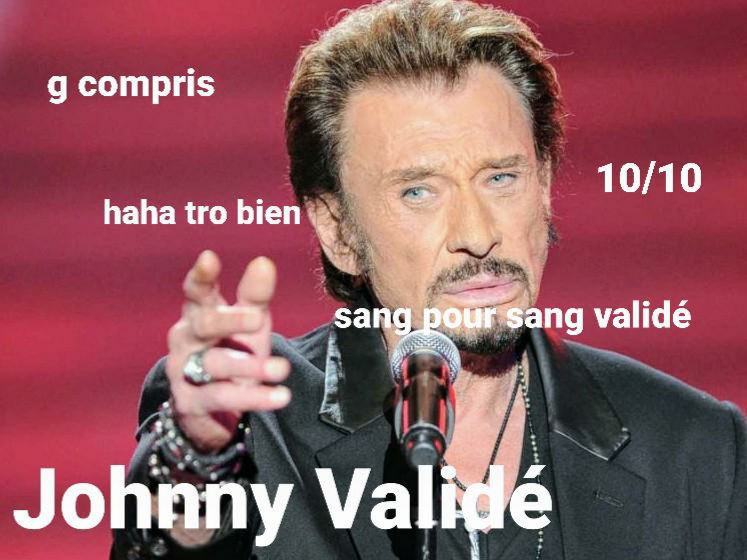 g compris
10/10
haha tro bien
sang pour sang validé
Johnny Validé